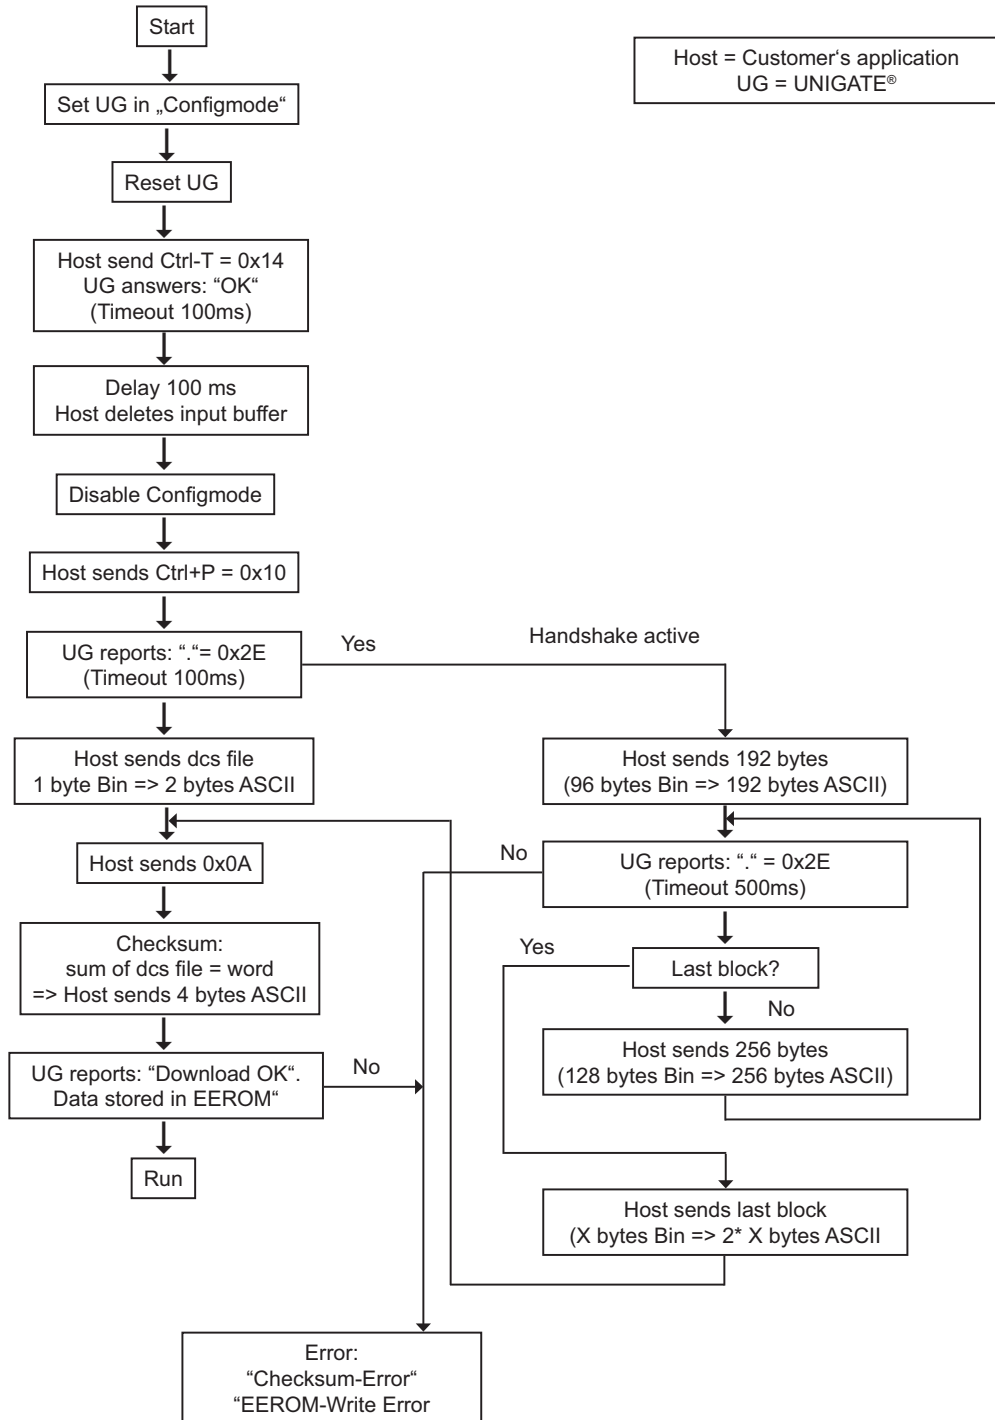 Start
Host = Customer‘s application
UG = UNIGATE®
Set UG in „Configmode“
Reset UG
Host send Ctrl-T = 0x14
UG answers: “OK“
(Timeout 100ms)
Delay 100 ms
Host deletes input buffer
Disable Configmode
Host sends Ctrl+P = 0x10
UG reports: “.“= 0x2E
(Timeout 100ms)
Yes
Handshake active
Host sends dcs file
1 byte Bin => 2 bytes ASCII
Host sends 192 bytes
(96 bytes Bin => 192 bytes ASCII)
Host sends 0x0A
No
UG reports: “.“ = 0x2E
(Timeout 500ms)
Checksum:
sum of dcs file = word
=> Host sends 4 bytes ASCII
Yes
Last block?
No
UG reports: “Download OK“.
Data stored in EEROM“
No
Host sends 256 bytes
(128 bytes Bin => 256 bytes ASCII)
Run
Host sends last block
(X bytes Bin => 2* X bytes ASCII
Error:
“Checksum-Error“
“EEROM-Write Error